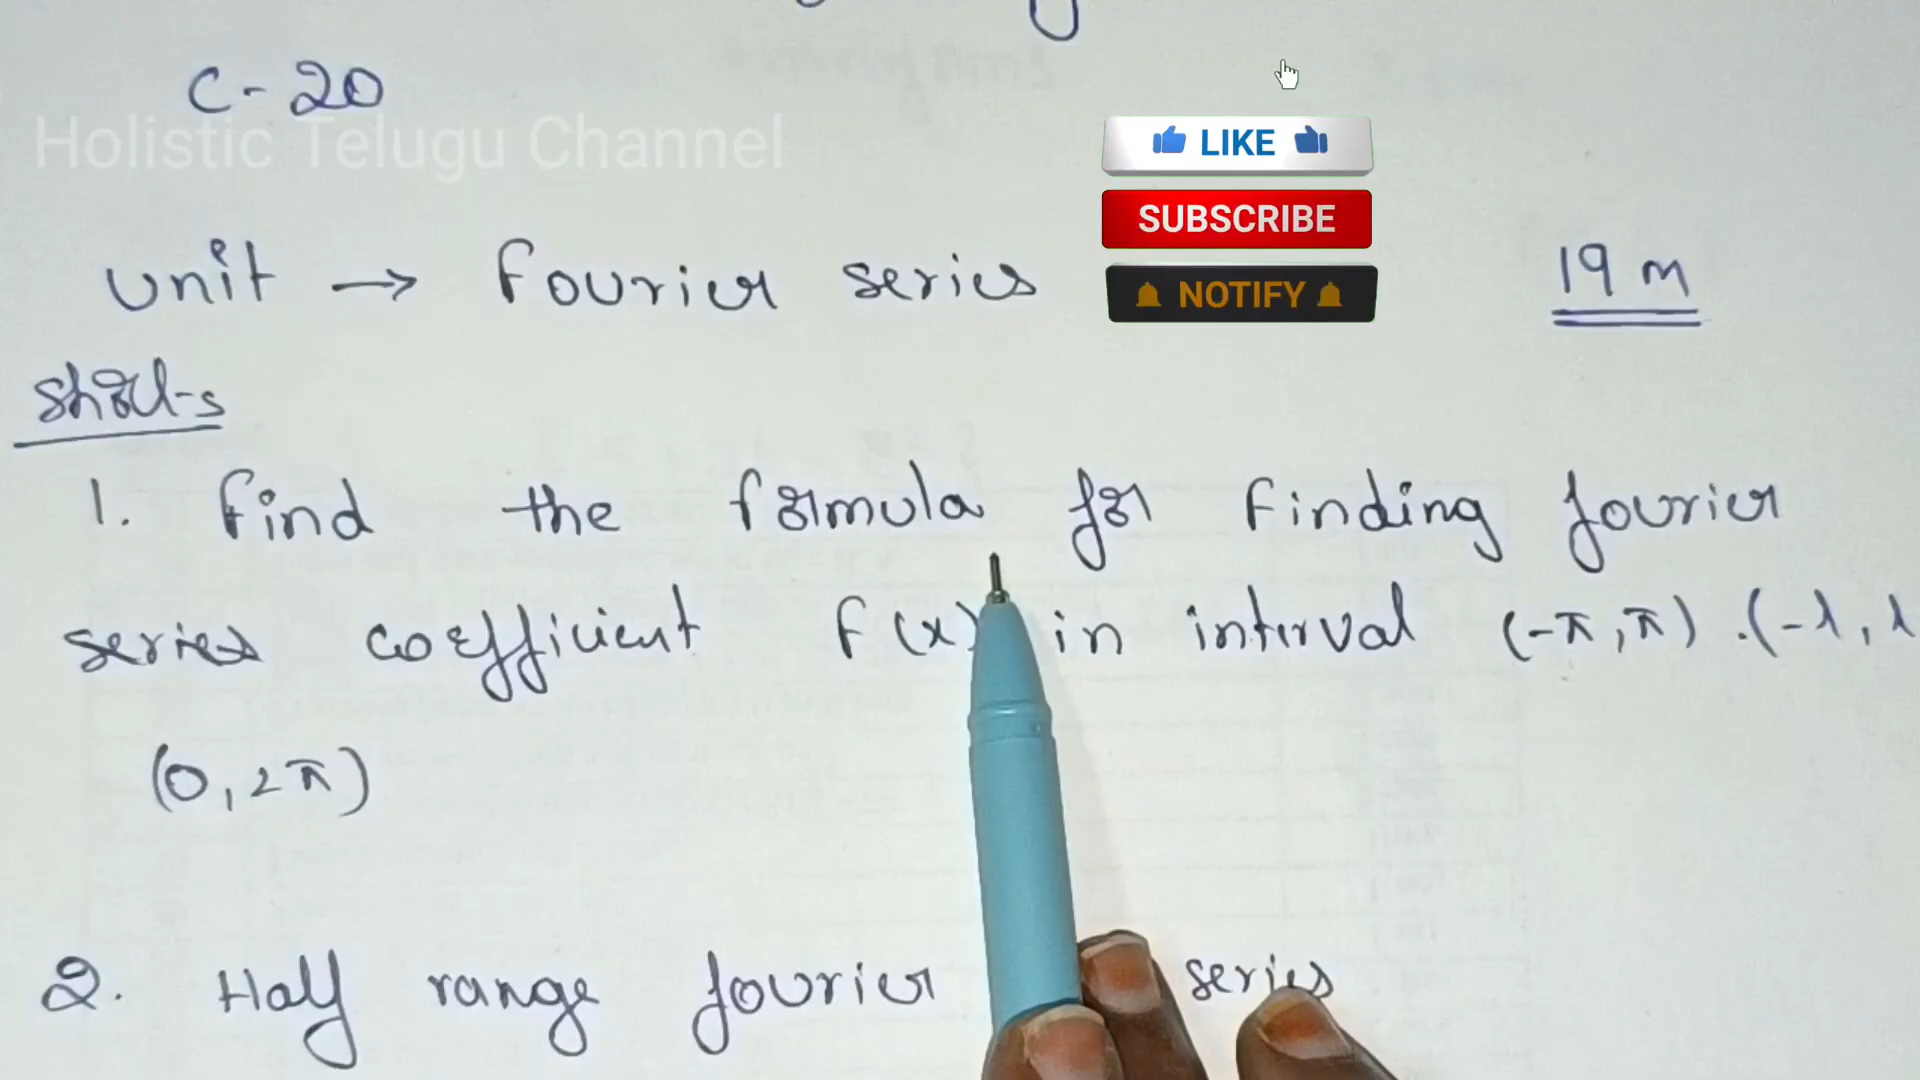 C-20
Holistic Telugu Channel
LIKE
SUBSCRIBE
unit → Fourier series
NOTIFY
19 m
Short-s
1. Find the formula for finding fourier
series coefficient f(x) in interval (-π, π) . (-λ, λ
(0, 2π)
2. Half range fourier series